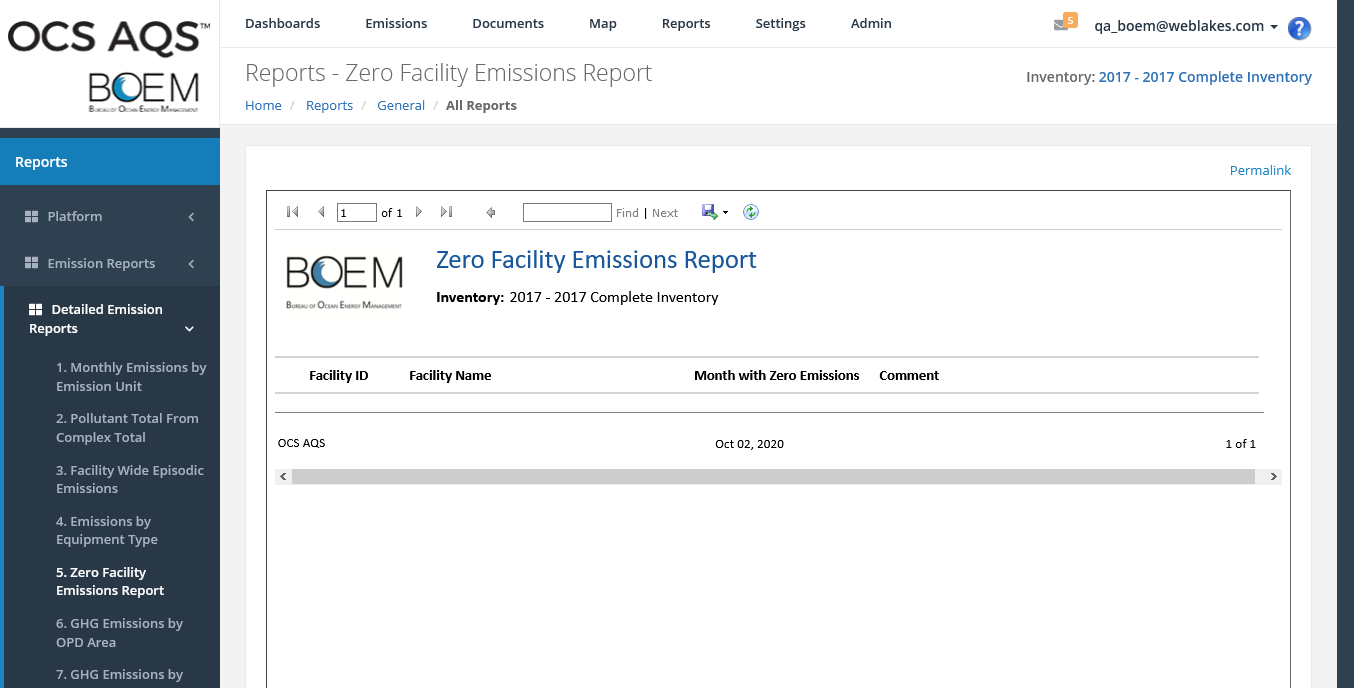 OCS AQS™
BOEM
BUREAU OF OCEAN ENERGY MANAGEMENT
Dashboards Emissions Documents Map Reports Settings Admin
5
qa_boem@weblakes.com
?
Reports - Zero Facility Emissions Report
Inventory: 2017 - 2017 Complete Inventory
Home / Reports / General / All Reports
Reports
Platform
Emission Reports
Detailed Emission
Reports
1. Monthly Emissions by
Emission Unit
2. Pollutant Total From
Complex Total
3. Facility Wide Episodic
Emissions
4. Emissions by
Equipment Type
5. Zero Facility
Emissions Report
6. GHG Emissions by
OPD Area
7. GHG Emissions by
Permalink
1 of 1 Find | Next
BOEM
BUREAU OF OCEAN ENERGY MANAGEMENT
Zero Facility Emissions Report
Inventory: 2017 - 2017 Complete Inventory
Facility ID Facility Name Month with Zero Emissions Comment
OCS AQS Oct 02, 2020 1 of 1